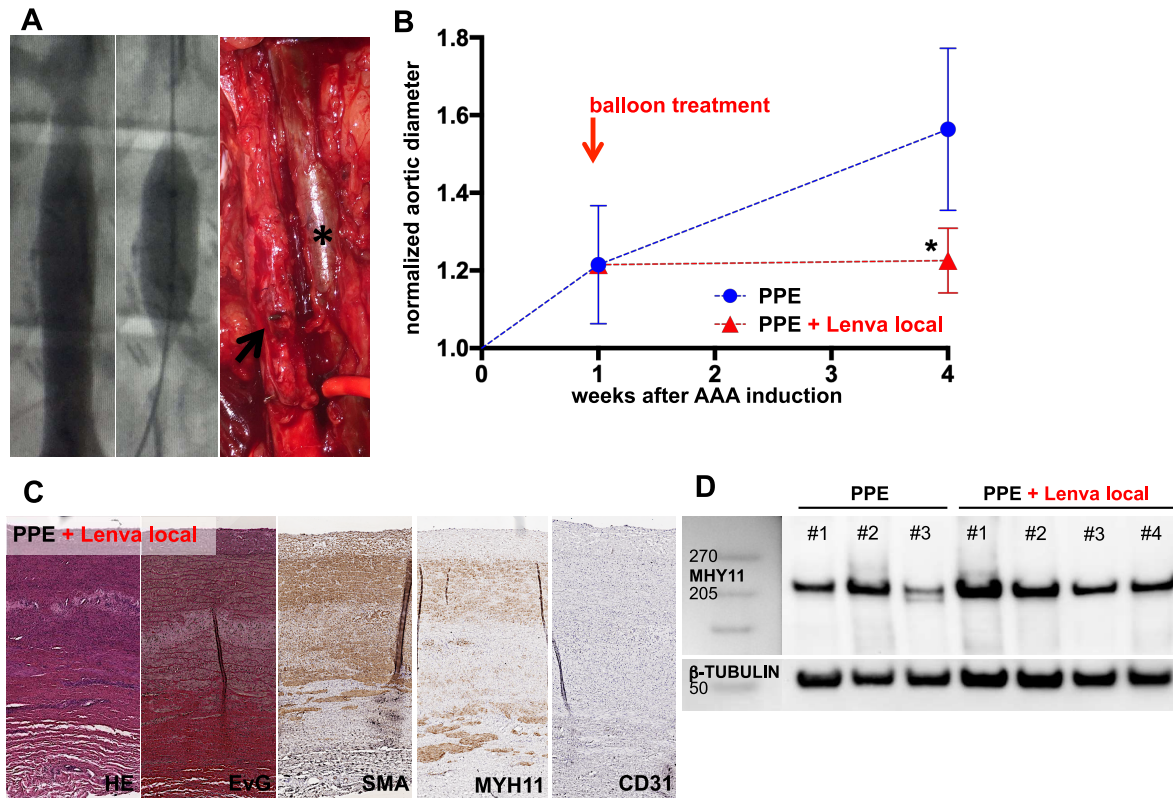 A
*
B
normalized aortic diameter
1.8
1.6
1.4
1.2
1.0
balloon treatment
*
PPE
PPE + Lenva local
0
1
2
3
4
weeks after AAA induction
C
PPE + Lenva local
HE
EvG
SMA
MYH11
CD31
D
PPE
PPE + Lenva local
#1
#2
#3
#1
#2
#3
#4
270
MHY11
205
β-TUBULIN
50